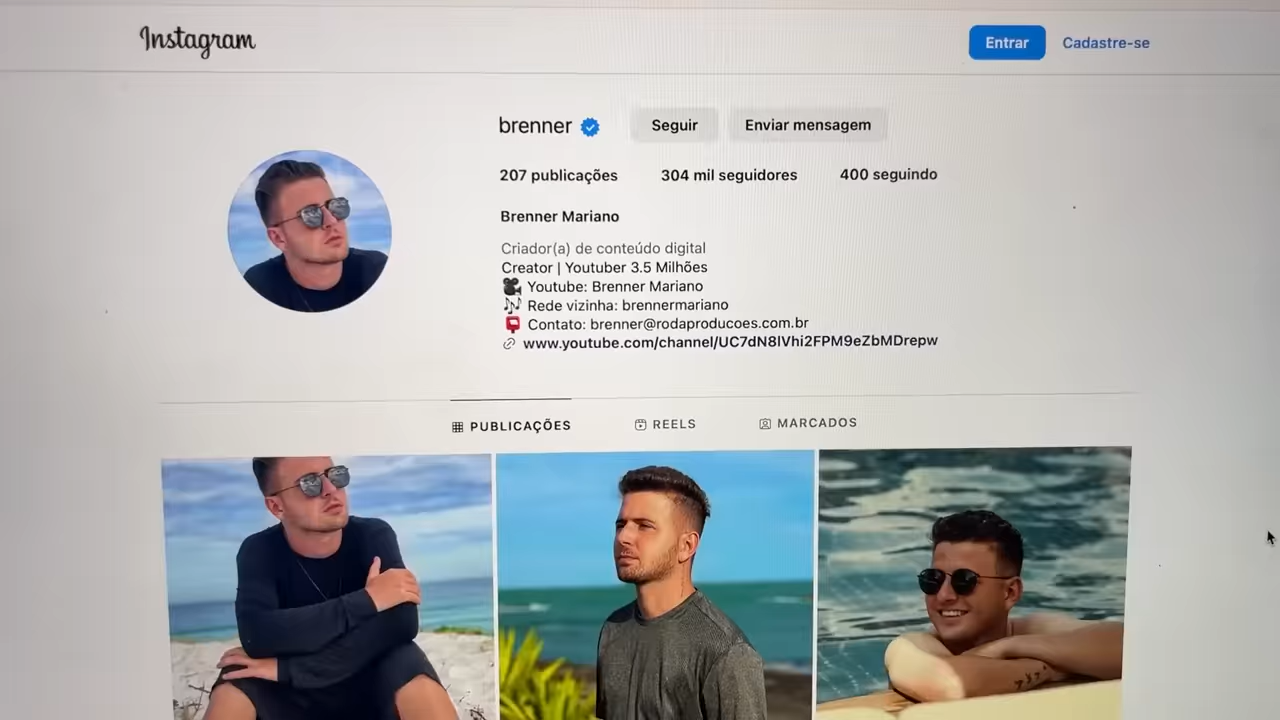 Instagram
Entrar
Cadastre-se
brenner
Seguir
Enviar mensagem
207 publicações
304 mil seguidores
400 seguindo
Brenner Mariano
Criador(a) de conteúdo digital
Creator | Youtuber 3.5 Milhões
🎥 Youtube: Brenner Mariano
🎶 Rede vizinha: brennermariano
📮 Contato: brenner@rodaproducoes.com.br
www.youtube.com/channel/UC7dN8lVhi2FPM9eZbMDrepw
PUBLICAÇÕES
REELS
MARCADOS